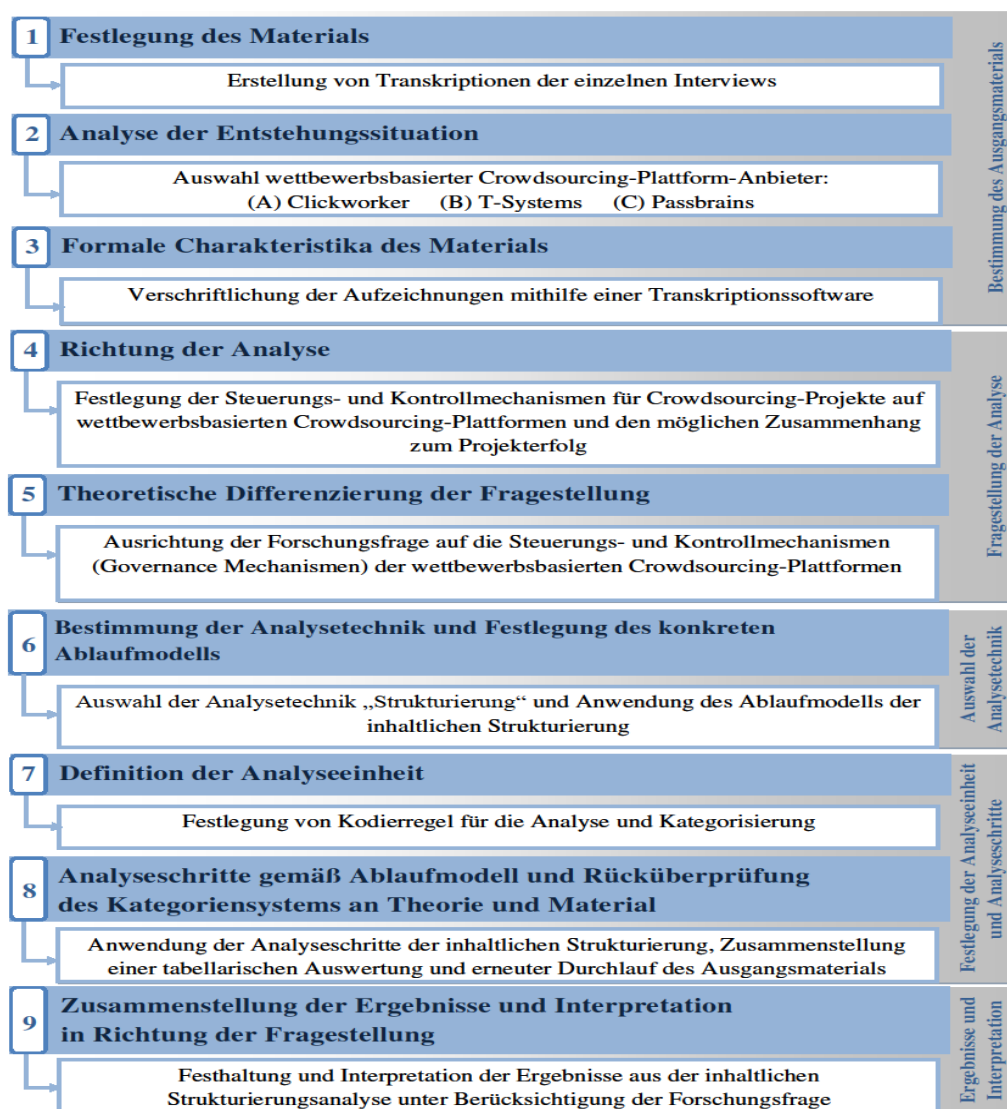 1 Festlegung des Materials
Erstellung von Transkriptionen der einzelnen Interviews
2 Analyse der Entstehungssituation
Auswahl wettbewerbsbasierter Crowdsourcing-Plattform-Anbieter:
(A) Clickworker (B) T-Systems (C) Passbrains
3 Formale Charakteristika des Materials
Verschriftlichung der Aufzeichnungen mithilfe einer Transkriptionssoftware
Bestimmung des Ausgangsmaterials
4 Richtung der Analyse
Festlegung der Steuerungs- und Kontrollmechanismen für Crowdsourcing-Projekte auf
wettbewerbsbasierten Crowdsourcing-Plattformen und den möglichen Zusammenhang
zum Projekterfolg
5 Theoretische Differenzierung der Fragestellung
Ausrichtung der Forschungsfrage auf die Steuerungs- und Kontrollmechanismen
(Governance Mechanismen) der wettbewerbsbasierten Crowdsourcing-Plattformen
Fragestellung der Analyse
6 Bestimmung der Analysetechnik und Festlegung des konkreten
Ablaufmodells
Auswahl der Analysetechnik „Strukturierung“ und Anwendung des Ablaufmodells der
inhaltlichen Strukturierung
Auswahl der
Analysetechnik
7 Definition der Analyseeinheit
Festlegung von Kodierregel für die Analyse und Kategorisierung
8 Analyseschritte gemäß Ablaufmodell und Rücküberprüfung
des Kategoriensystems an Theorie und Material
Anwendung der Analyseschritte der inhaltlichen Strukturierung, Zusammenstellung
einer tabellarischen Auswertung und erneuter Durchlauf des Ausgangsmaterials
Festlegung der Analyseeinheit
und Analyseschritte
9 Zusammenstellung der Ergebnisse und Interpretation
in Richtung der Fragestellung
Festhaltung und Interpretation der Ergebnisse aus der inhaltlichen
Strukturierungsanalyse unter Berücksichtigung der Forschungsfrage
Ergebnisse und
Interpretation